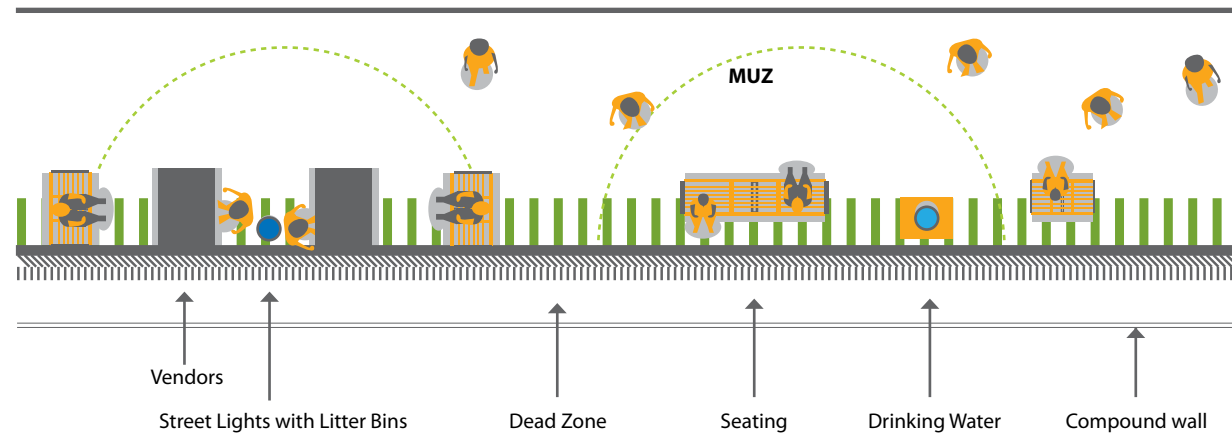 MUZ
Vendors
Street Lights with Litter Bins
Dead Zone
Seating
Drinking Water
Compound wall